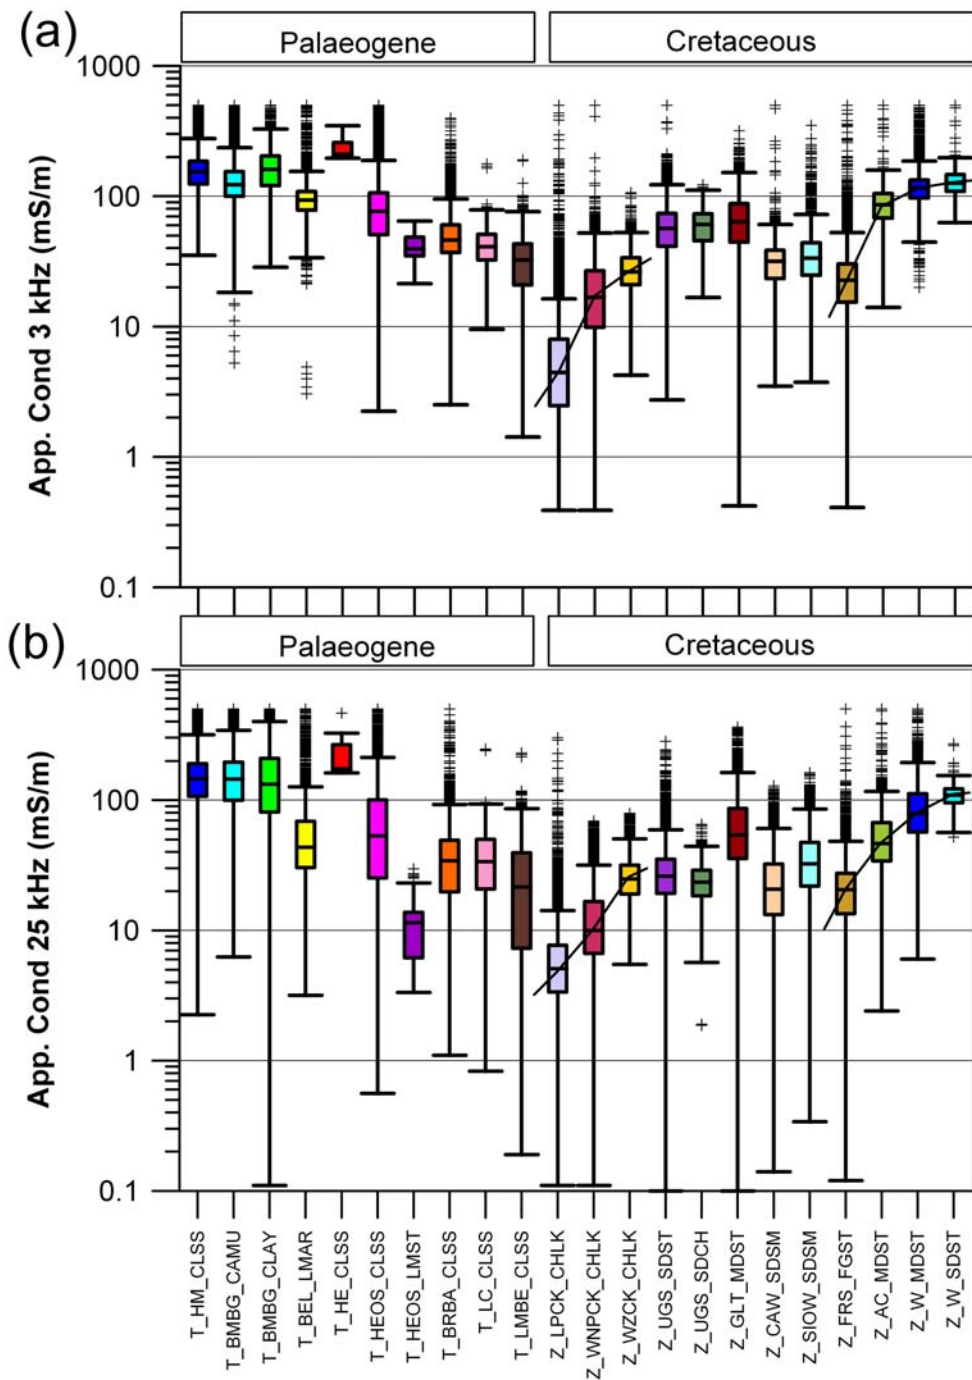 (a)
Palaeogene
Cretaceous
App. Cond 3 kHz (mS/m)
1000
100
10
1
0.1
(b)
Palaeogene
Cretaceous
App. Cond 25 kHz (mS/m)
1000
100
10
1
0.1
T_HM_CLSS
T_BMBG_CAMU
T_BMBG_CLAY
T_BEL_LMAR
T_HE_CLSS
T_HEOS_CLSS
T_HEOS_LMST
T_BRBA_CLSS
T_LC_CLSS
T_LMBE_CLSS
Z_LPCK_CHLK
Z_WNPCK_CHLK
Z_WZCK_CHLK
Z_UGS_SDST
Z_UGS_SDCH
Z_GLT_MDST
Z_CAW_SDSM
Z_SIOW_SDSM
Z_FRS_FGST
Z_AC_MDST
Z_W_MDST
Z_W_SDST